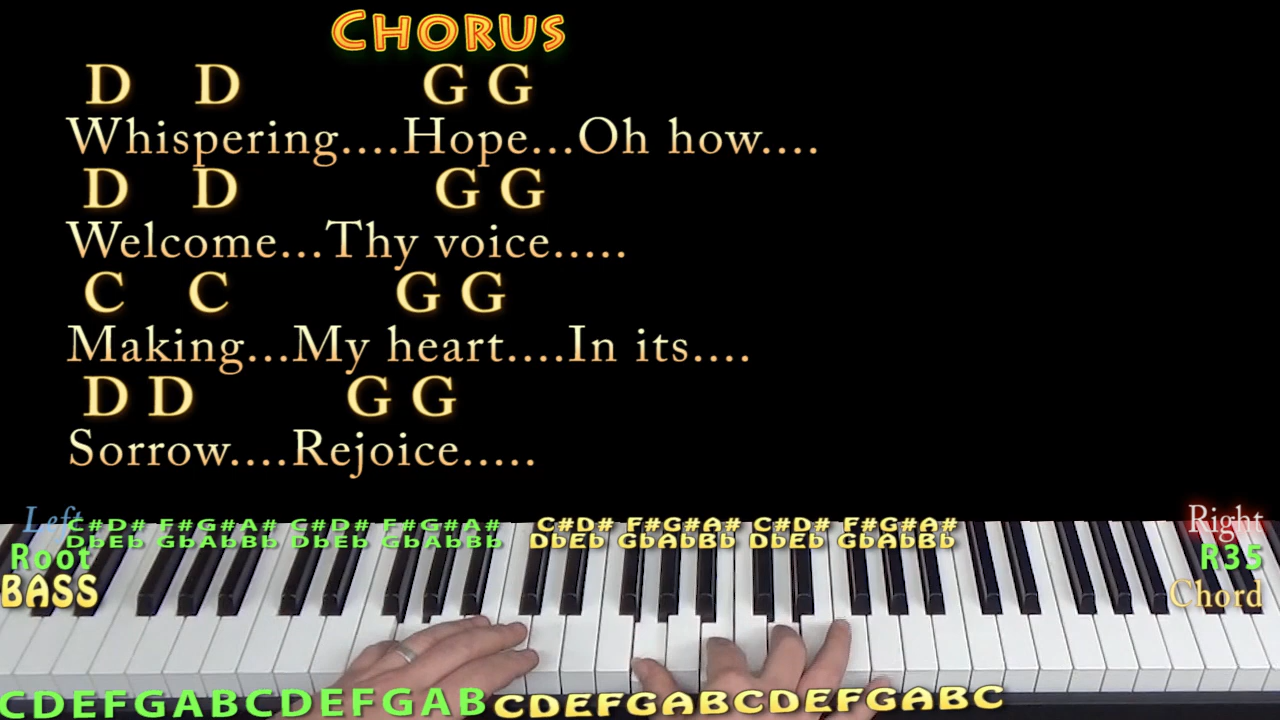 CHORUS
D D G G
Whispering....Hope...Oh how....
D D G G
Welcome...Thy voice.....
C C G G
Making...My heart....In its....
D D G G
Sorrow....Rejoice.....
Left
Root
BASS
C#D# F#G#A# C#D# F#G#A# C#D# F#G#A# C#D# F#G#A#
DbEb GbAbBb DbEb GbAbBb DbEb GbAbBb DbEb GbAbBb
Right
R35
Chord
CDEFGABCDEFGAB CDEFGABCDEFGABC